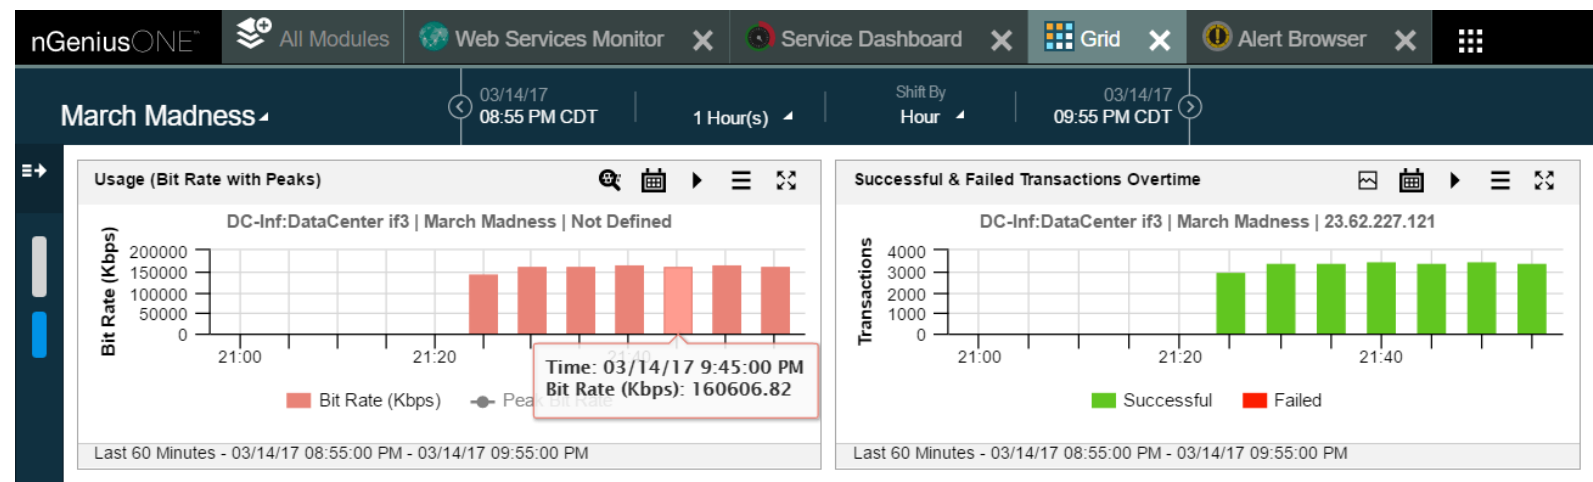 nGeniusONE™ All Modules Web Services Monitor Service Dashboard Grid Alert Browser
March Madness 03/14/17 08:55 PM CDT 1 Hour(s) Shift By Hour 03/14/17 09:55 PM CDT
Usage (Bit Rate with Peaks)
DC-Inf:DataCenter if3 | March Madness | Not Defined
Bit Rate (Kbps)
200000
150000
100000
50000
0
21:00 21:20 21:40
Time: 03/14/17 9:45:00 PM
Bit Rate (Kbps): 160606.82
Bit Rate (Kbps) Peak Bit Rate
Last 60 Minutes - 03/14/17 08:55:00 PM - 03/14/17 09:55:00 PM
Successful & Failed Transactions Overtime
DC-Inf:DataCenter if3 | March Madness | 23.62.227.121
Transactions
4000
3000
2000
1000
0
21:00 21:20 21:40
Successful Failed
Last 60 Minutes - 03/14/17 08:55:00 PM - 03/14/17 09:55:00 PM